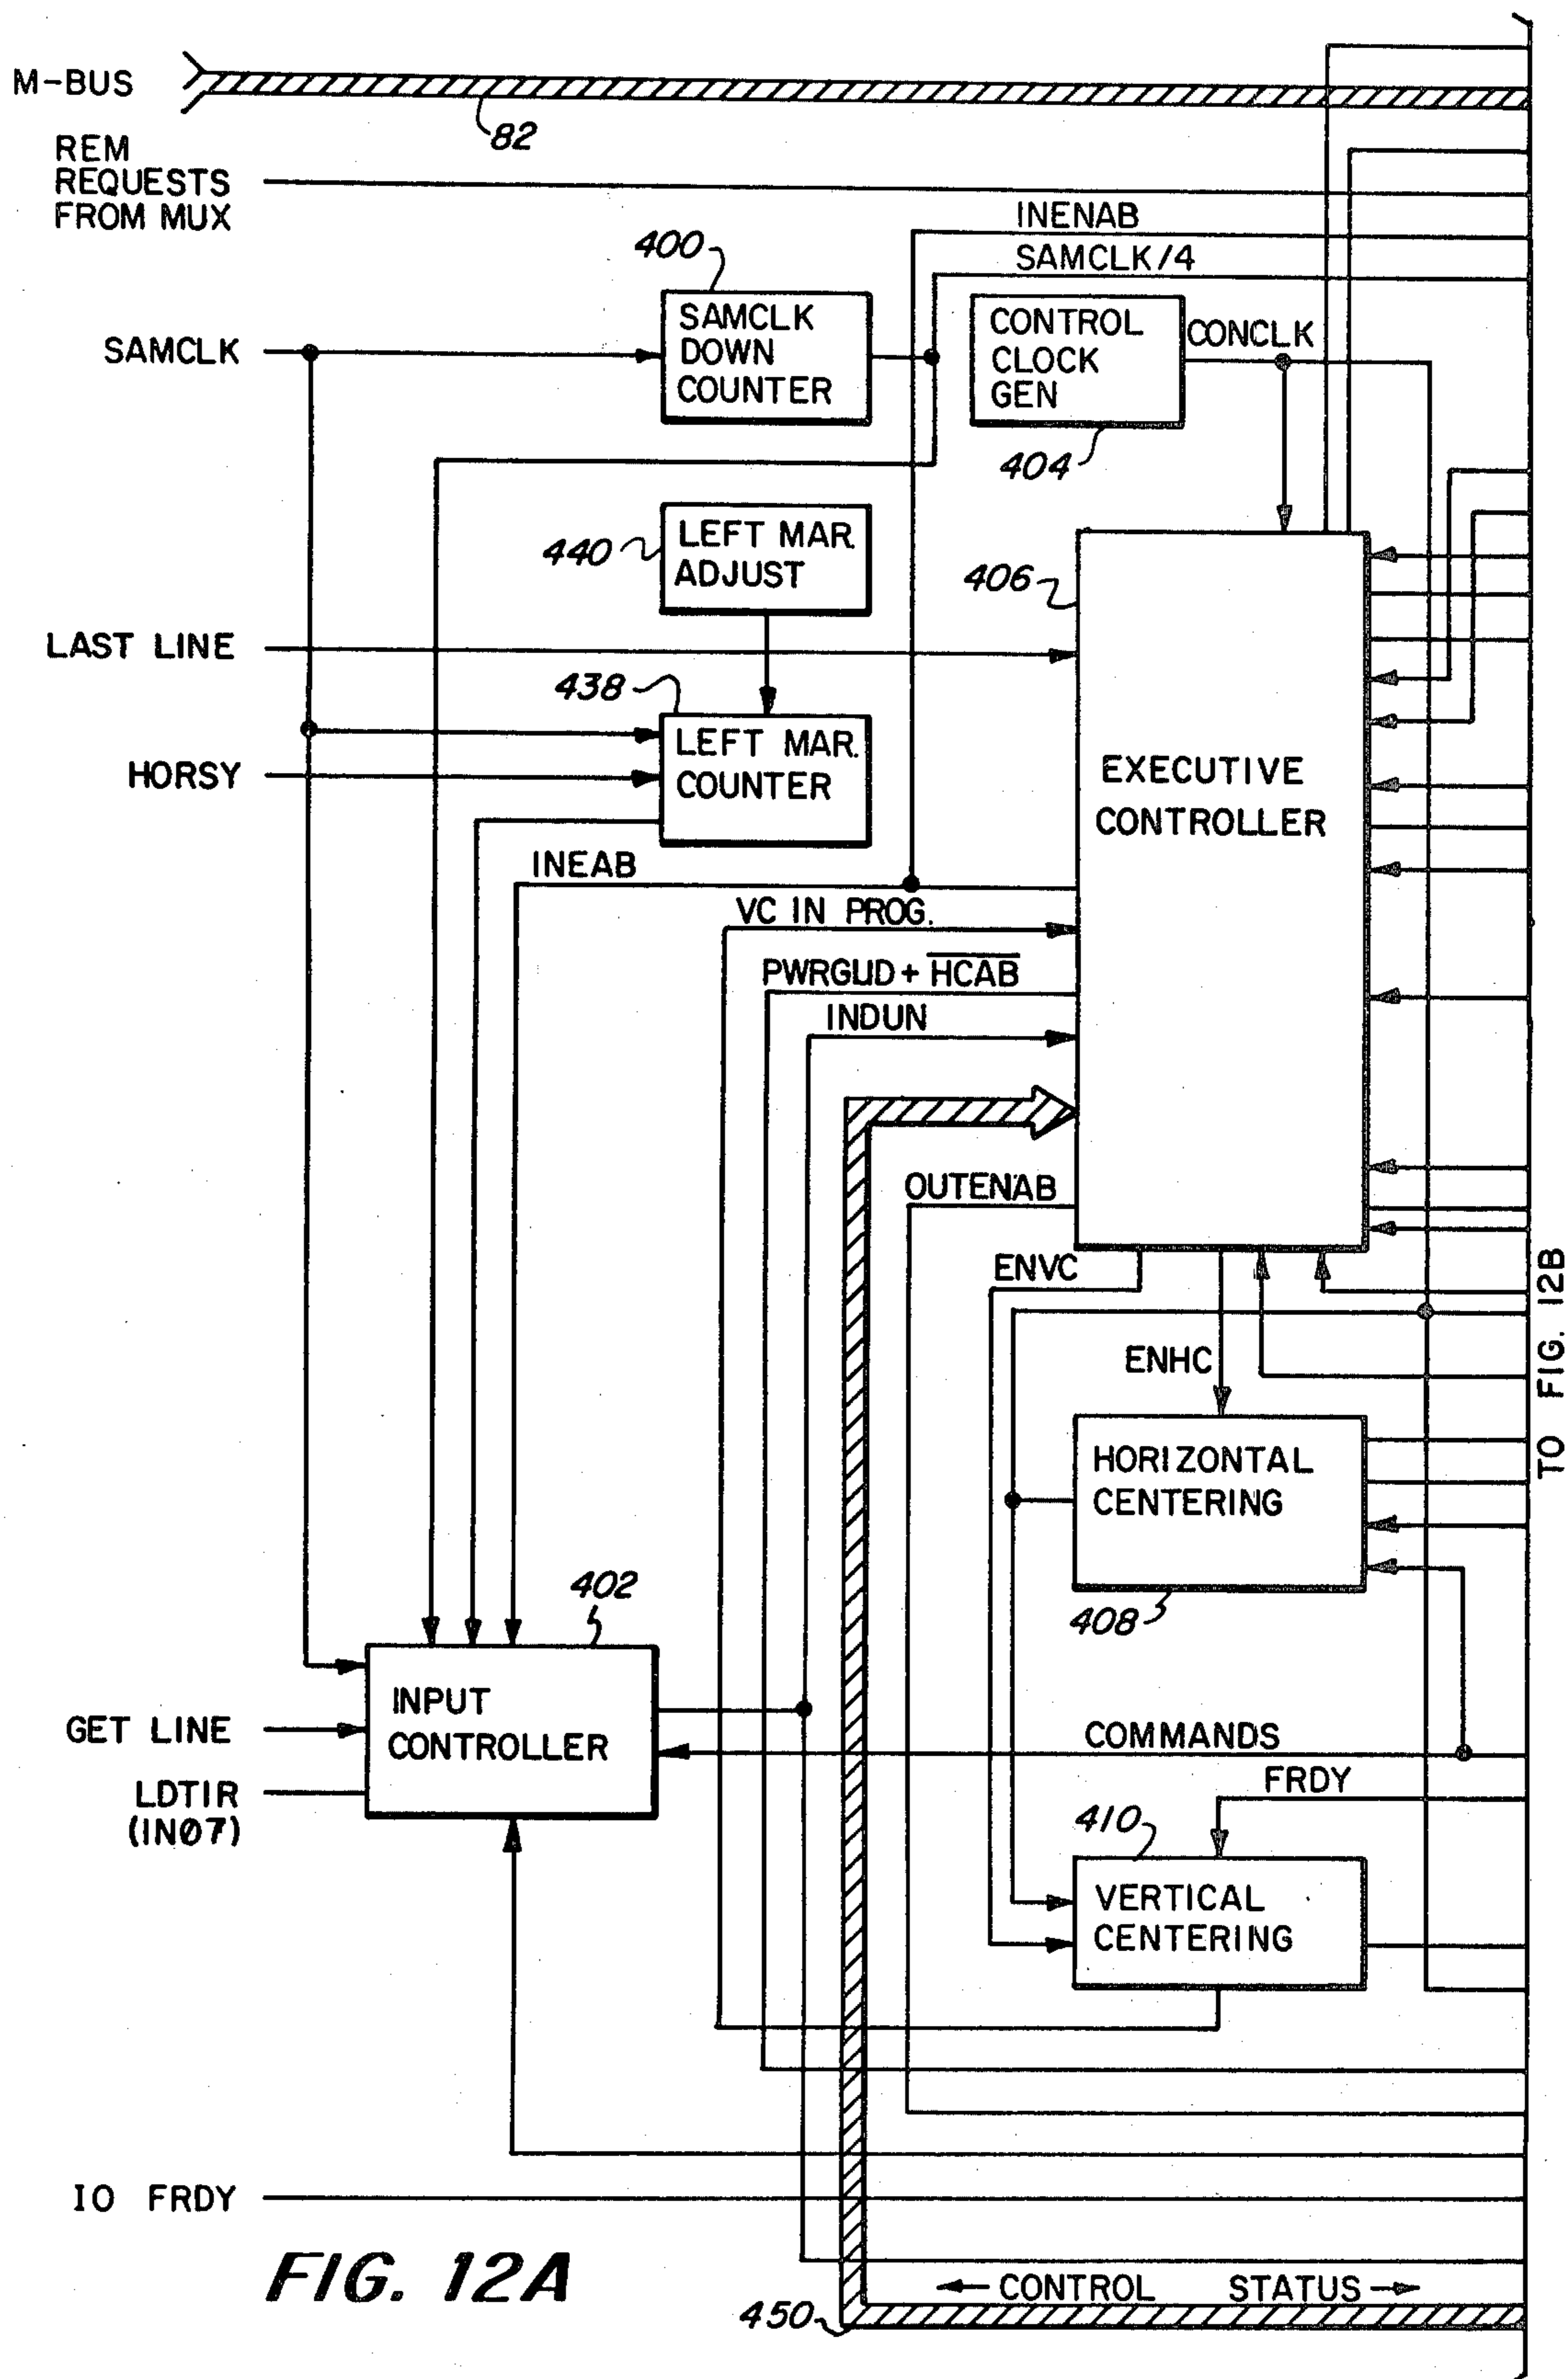 M-BUS
82
REM
REQUESTS
FROM MUX
INENAB
400
SAMCLK/4
SAMCLK
SAMCLK
DOWN
COUNTER
CONTROL
CLOCK
GEN
CONCLK
404
440
LEFT MAR.
ADJUST
406
LAST LINE
438
LEFT MAR.
COUNTER
HORSY
EXECUTIVE
CONTROLLER
INEAB
VC IN PROG.
PWRGUD + HCAB
INDUN
OUTENAB
ENVC
ENHC
TO FIG. 12B
HORIZONTAL
CENTERING
408
402
INPUT
CONTROLLER
GET LINE
LDTIR
(IN07)
COMMANDS
FRDY
410
VERTICAL
CENTERING
IO FRDY
FIG. 12A
← CONTROL STATUS →
450